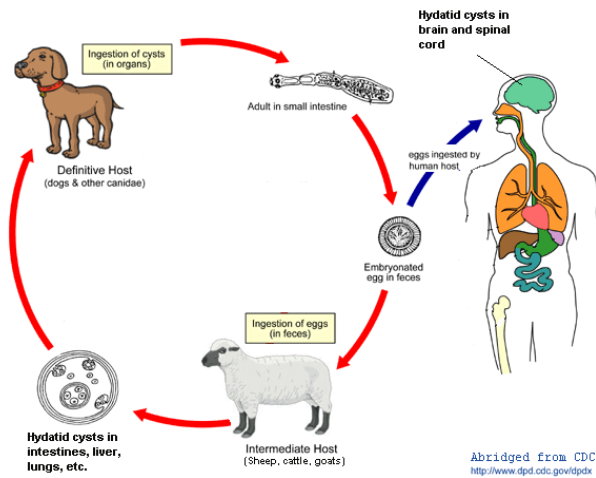 Hydatid cysts in
brain and spinal
cord
Ingestion of cysts
(in organs)
Adult in small intestine
Definitive Host
(dogs & other canidae)
eggs ingested by
human host
Embryonated
egg in feces
Ingestion of eggs
(in feces)
Hydatid cysts in
intestines, liver,
lungs, etc.
Intermediate Host
(Sheep, cattle, goats)
Abridged from CDC
http://www.dpd.cdc.gov/dpdx